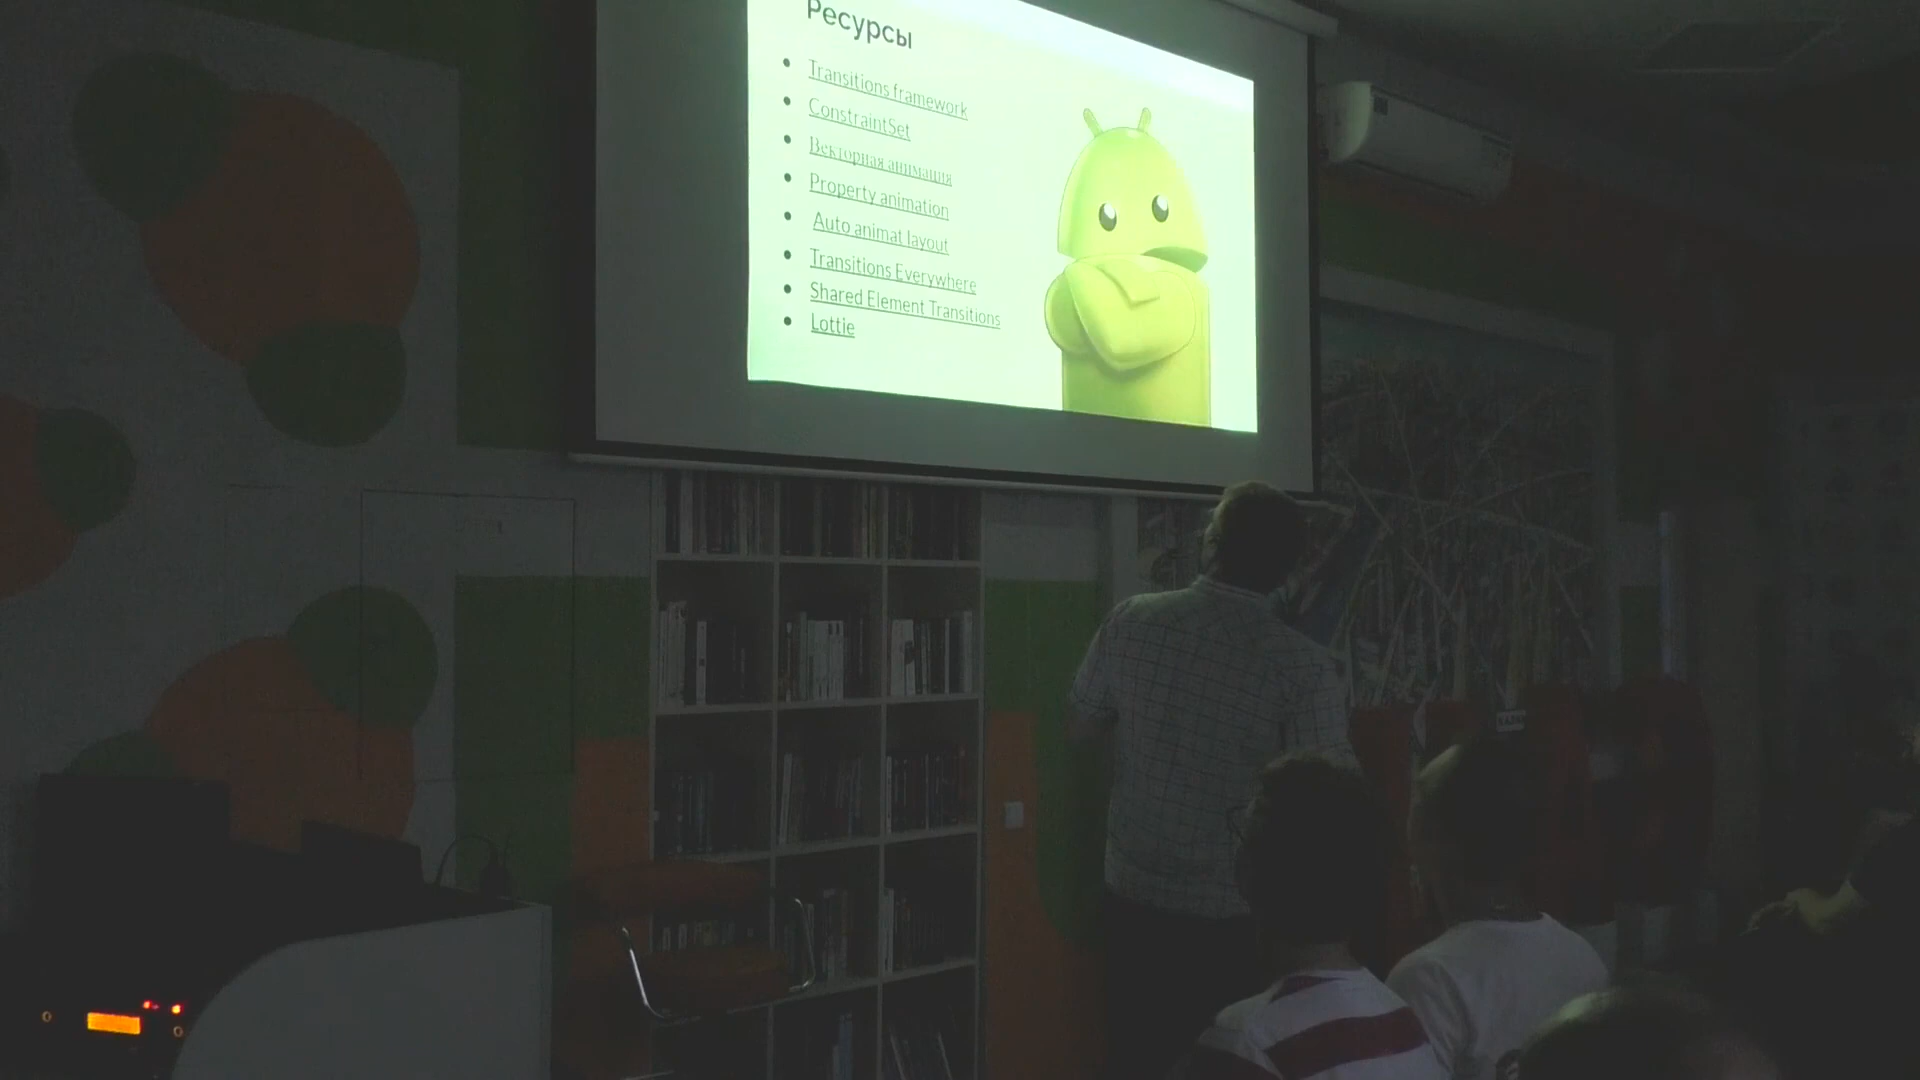 Ресурсы
Transitions framework
ConstraintSet
Векторная анимация
Property animation
Auto animat layout
Transitions Everywhere
Shared Element Transitions
Lottie